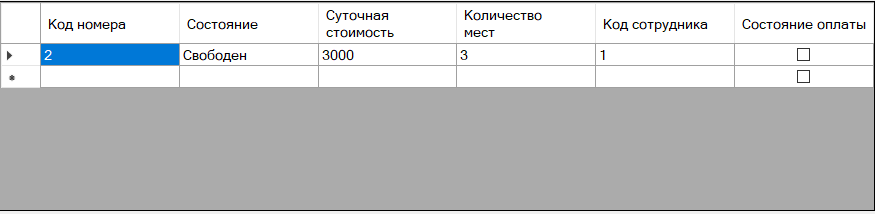 Код номера Состояние Суточная стоимость Количество мест Код сотрудника Состояние оплаты
2 Свободен 3000 3 1